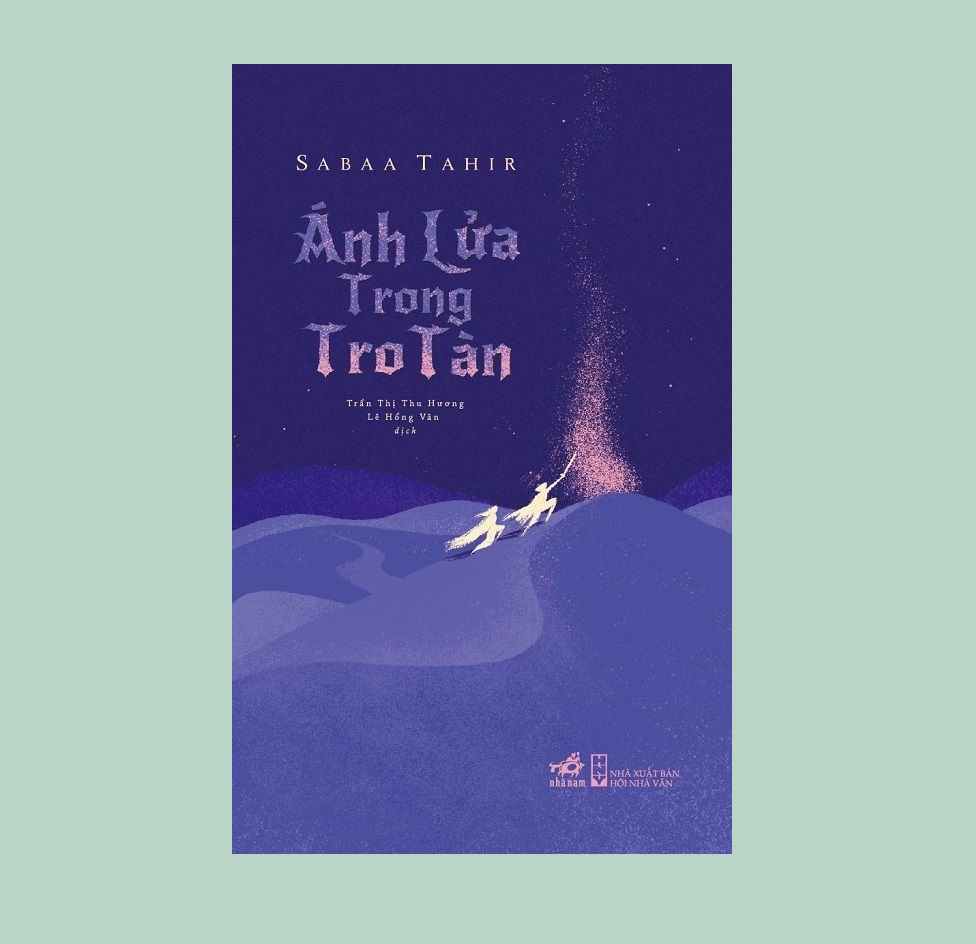 SABAA TAHIR
Ánh Lửa
Trong
Tro Tàn
Trần Thị Thu Hương
Lê Hồng Vân
dịch
nhã nam
NHÀ XUẤT BẢN
HỘI NHÀ VĂN